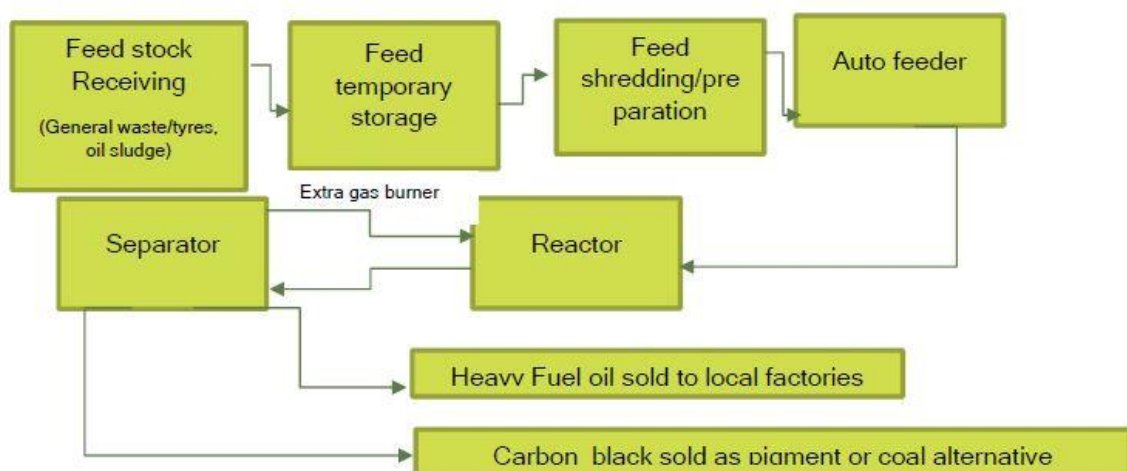 Feed stock
Receiving
(General waste/tyres,
oil sludge)
Feed
temporary
storage
Feed
shredding/pre
paration
Auto feeder
Extra gas burner
Separator
Reactor
Heavy Fuel oil sold to local factories
Carbon black sold as pigment or coal alternative